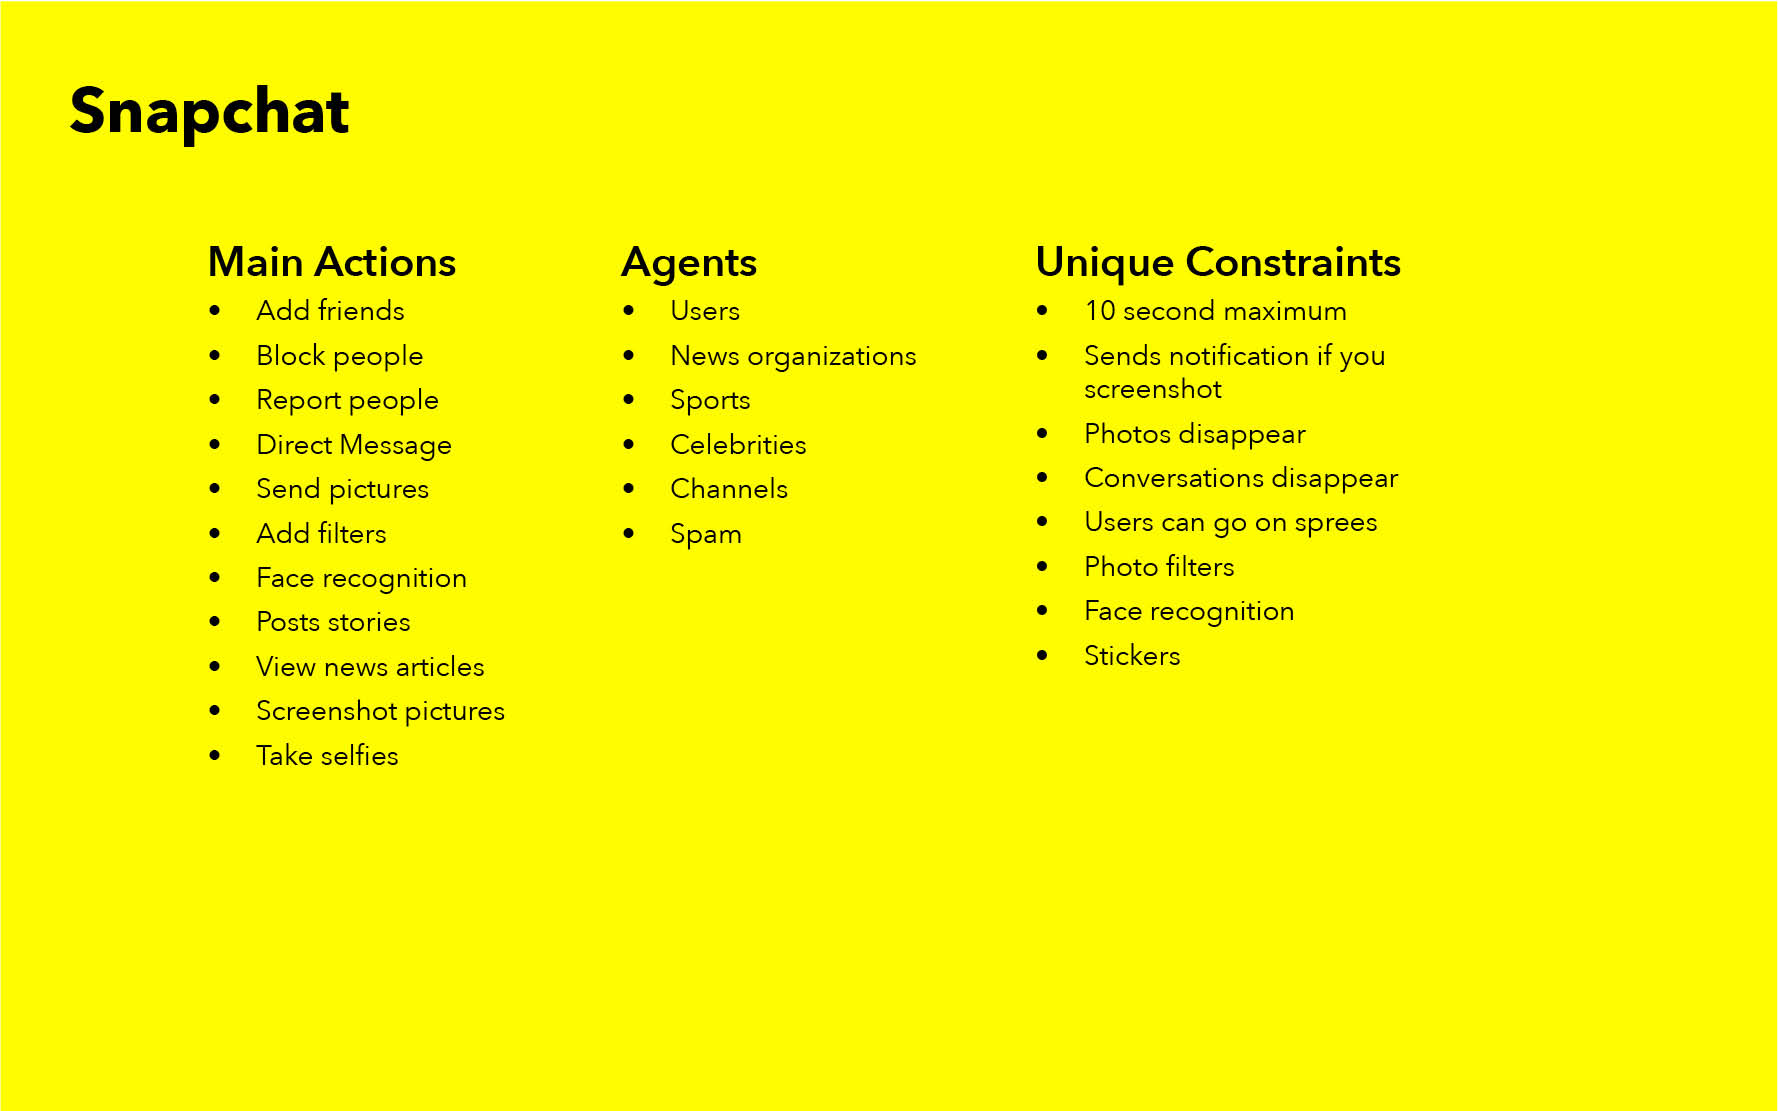 Snapchat
Main Actions
• Add friends
• Block people
• Report people
• Direct Message
• Send pictures
• Add filters
• Face recognition
• Posts stories
• View news articles
• Screenshot pictures
• Take selfies
Agents
• Users
• News organizations
• Sports
• Celebrities
• Channels
• Spam
Unique Constraints
• 10 second maximum
• Sends notification if you
screenshot
• Photos disappear
• Conversations disappear
• Users can go on sprees
• Photo filters
• Face recognition
• Stickers